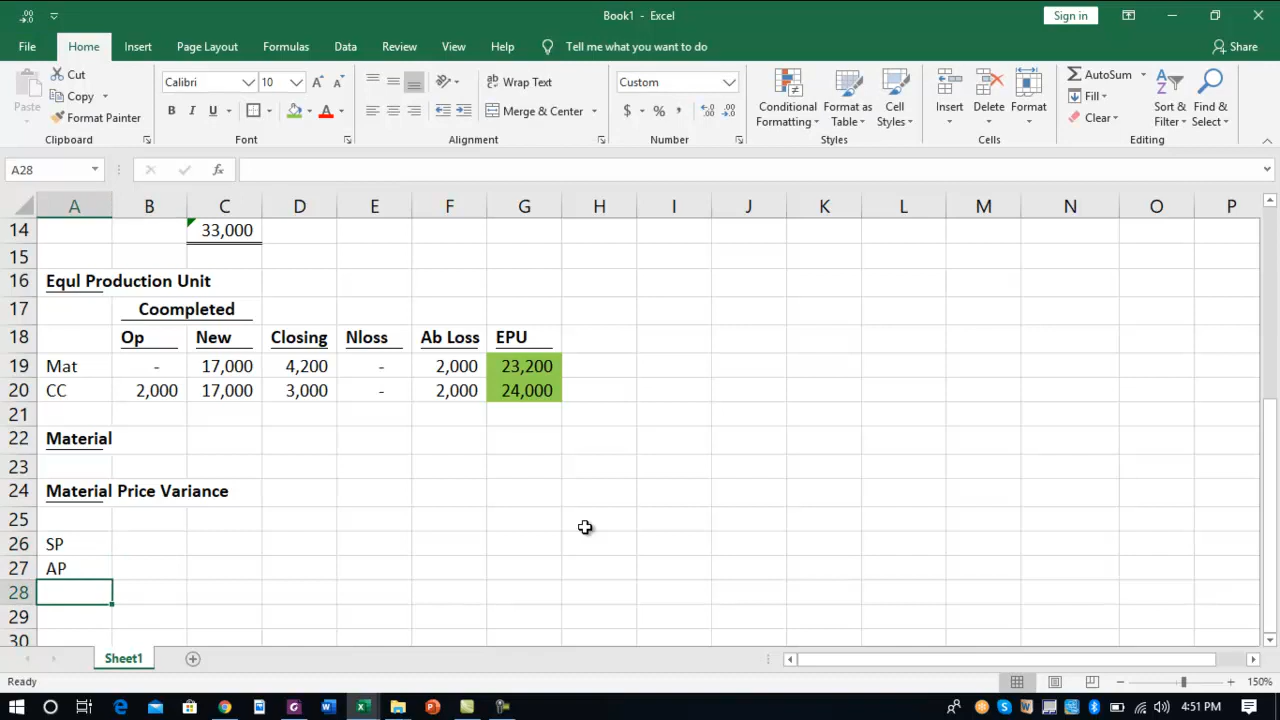 Book1 - Excel
Sign in
File Home Insert Page Layout Formulas Data Review View Help Tell me what you want to do Share
Paste Cut Copy Format Painter
Clipboard
Calibri 10
B I U A
Font
Wrap Text
Merge & Center
Alignment
Custom
$ % ,
Number
Conditional Formatting Format as Table Cell Styles
Styles
Insert Delete Format
Cells
AutoSum Fill Clear Sort & Filter Find & Select
Editing
A28 fx
A B C D E F G H I J K L M N O P
14 33,000
15
16 Equl Production Unit
17 Coompleted
18 Op New Closing Nloss Ab Loss EPU
19 Mat - 17,000 4,200 - 2,000 23,200
20 CC 2,000 17,000 3,000 - 2,000 24,000
21
22 Material
23
24 Material Price Variance
25
26 SP
27 AP
28
29
30
Sheet1
Ready 150%
4:51 PM